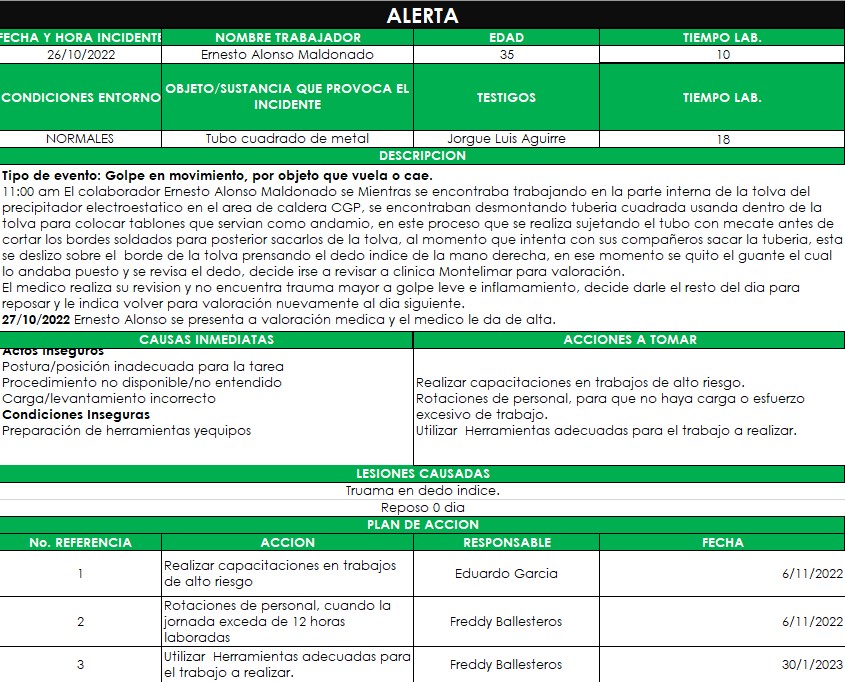 ALERTA
FECHA Y HORA INCIDENTE NOMBRE TRABAJADOR EDAD TIEMPO LAB.
26/10/2022 Ernesto Alonso Maldonado 35 10
CONDICIONES ENTORNO OBJETO/SUSTANCIA QUE PROVOCA EL INCIDENTE TESTIGOS TIEMPO LAB.
NORMALES Tubo cuadrado de metal Jorgue Luis Aguirre 18
DESCRIPCION
Tipo de evento: Golpe en movimiento, por objeto que vuela o cae.
11:00 am El colaborador Ernesto Alonso Maldonado se Mientras se encontraba trabajando en la parte interna de la tolva del
precipitador electroestatico en el area de caldera CGP, se encontraban desmontando tuberia cuadrada usanda dentro de la
tolva para colocar tablones que servian como andamio, en este proceso que se realiza sujetando el tubo con mecate antes de
cortar los bordes soldados para posterior sacarlos de la tolva, al momento que intenta con sus compañeros sacar la tuberia, esta
se deslizo sobre el borde de la tolva prensando el dedo indice de la mano derecha, en ese momento se quito el guante el cual
lo andaba puesto y se revisa el dedo, decide irse a revisar a clinica Montelimar para valoración.
El medico realiza su revision y no encuentra trauma mayor a golpe leve e inflamamiento, decide darle el resto del dia para
reposar y le indica volver para valoración nuevamente al dia siguiente.
27/10/2022 Ernesto Alonso se presenta a valoración medica y el medico le da de alta.
CAUSAS INMEDIATAS ACCIONES A TOMAR
Actos Inseguros
Postura/posición inadecuada para la tarea
Procedimiento no disponible/no entendido
Carga/levantamiento incorrecto
Condiciones Inseguras
Preparación de herramientas yequipos
Realizar capacitaciones en trabajos de alto riesgo.
Rotaciones de personal, para que no haya carga o esfuerzo
excesivo de trabajo.
Utilizar Herramientas adecuadas para el trabajo a realizar.
LESIONES CAUSADAS
Truama en dedo indice.
Reposo 0 dia
PLAN DE ACCION
No. REFERENCIA ACCION RESPONSABLE FECHA
1 Realizar capacitaciones en trabajos de alto riesgo Eduardo Garcia 6/11/2022
2 Rotaciones de personal, cuando la jornada exceda de 12 horas laboradas Freddy Ballesteros 6/11/2022
3 Utilizar Herramientas adecuadas para el trabajo a realizar. Freddy Ballesteros 30/1/2023